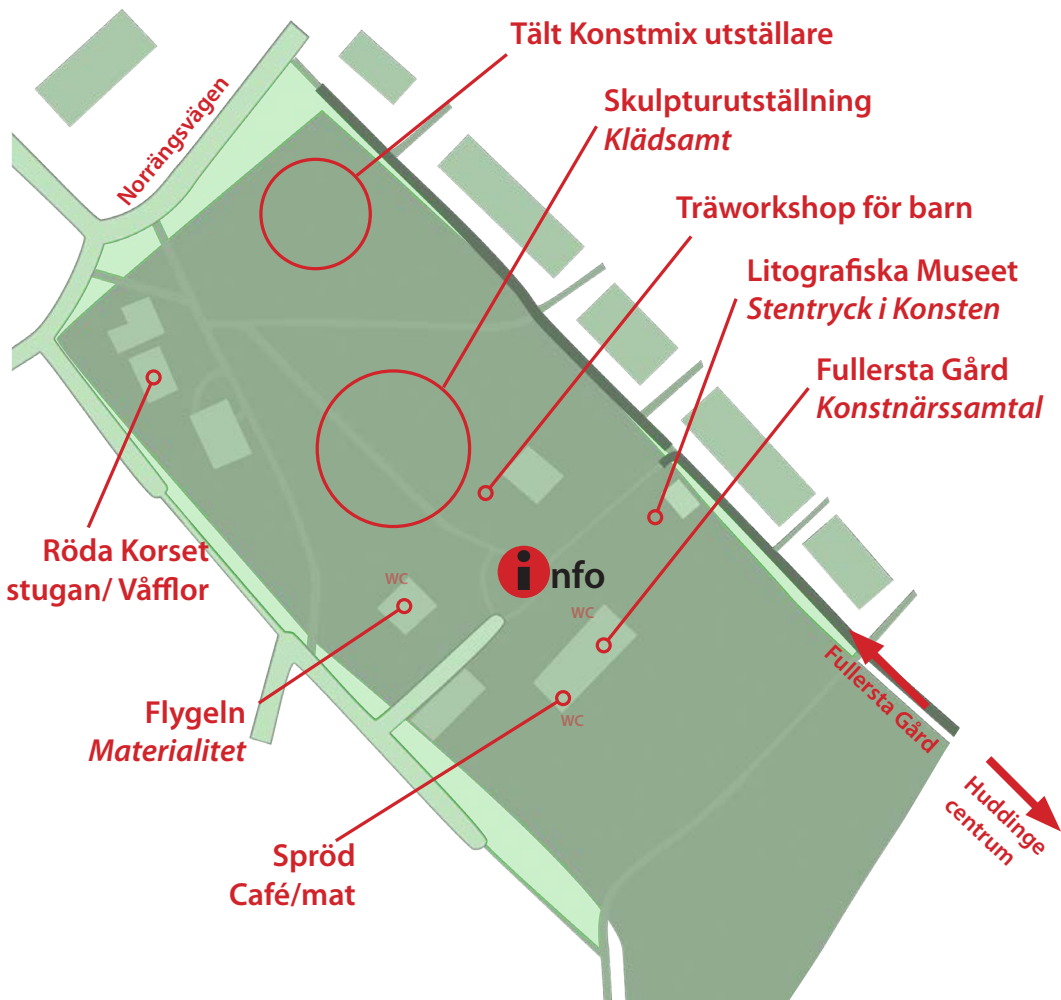 Tält Konstmix utställare
Norrängsvägen
Skulpturutställning
Klädsamt
Träworkshop för barn
Litografiska Museet
Stentryck i Konsten
Fullersta Gård
Konstnärssamtal
Röda Korset
stugan/ Våfflor
info
WC
WC
WC
Flygeln
Materialitet
Spröd
Café/mat
Fullersta Gård
Huddinge
centrum